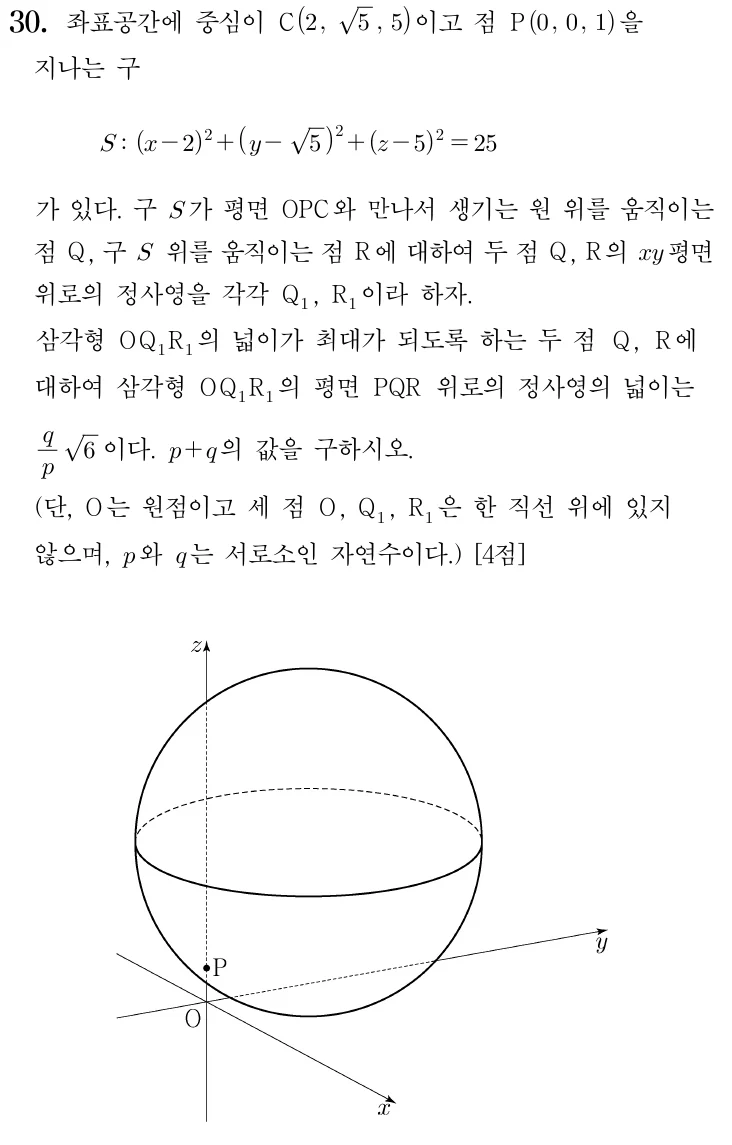 30. 좌표공간에 중심이 C(2, √5, 5)이고 점 P(0, 0, 1)을
지나는 구
S: (x-2)²+(y-√5)²+(z-5)²=25
가 있다. 구 S가 평면 OPC와 만나서 생기는 원 위를 움직이는
점 Q, 구 S 위를 움직이는 점 R에 대하여 두 점 Q, R의 xy평면
위로의 정사영을 각각 Q₁, R₁이라 하자.
삼각형 OQ₁R₁의 넓이가 최대가 되도록 하는 두 점 Q, R에
대하여 삼각형 OQ₁R₁의 평면 PQR 위로의 정사영의 넓이는
q/p √6이다. p+q의 값을 구하시오.
(단, O는 원점이고 세 점 O, Q₁, R₁은 한 직선 위에 있지
않으며, p와 q는 서로소인 자연수이다.) [4점]
z
y
P
O
x